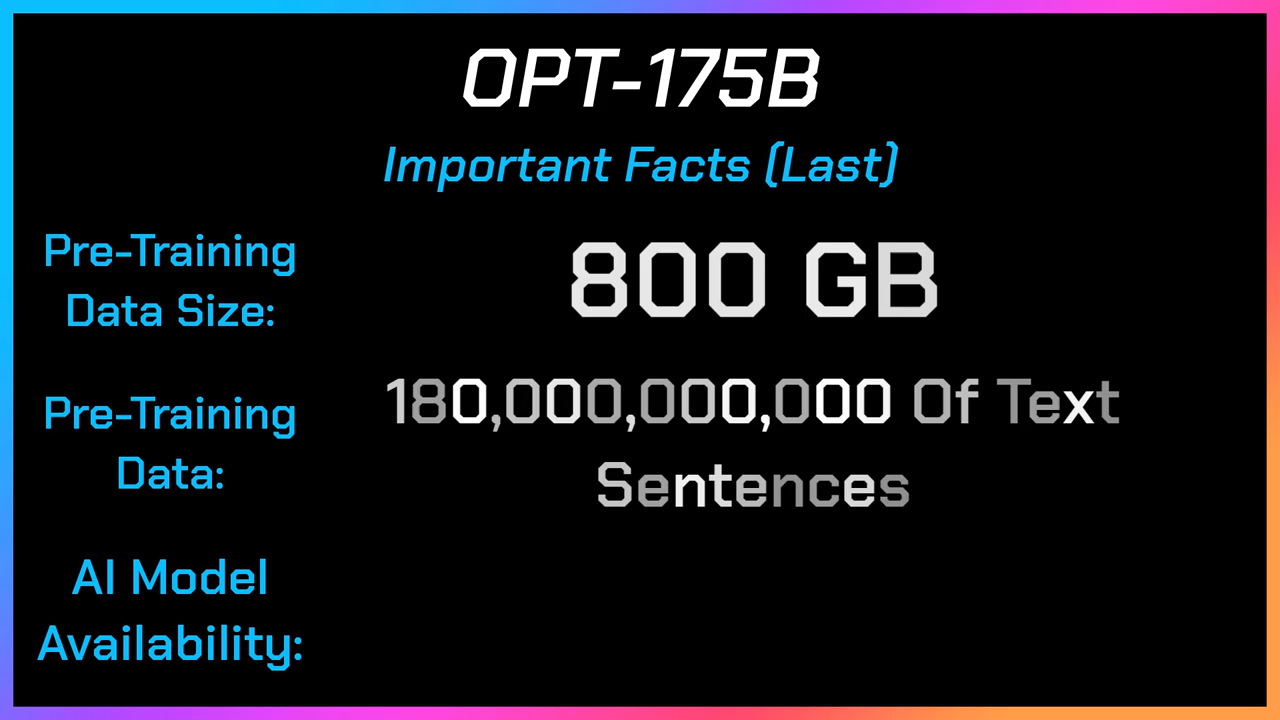 OPT-175B
Important Facts (Last)
Pre-Training
Data Size:
800 GB
Pre-Training
Data:
180,000,000,000 Of Text
Sentences
AI Model
Availability: